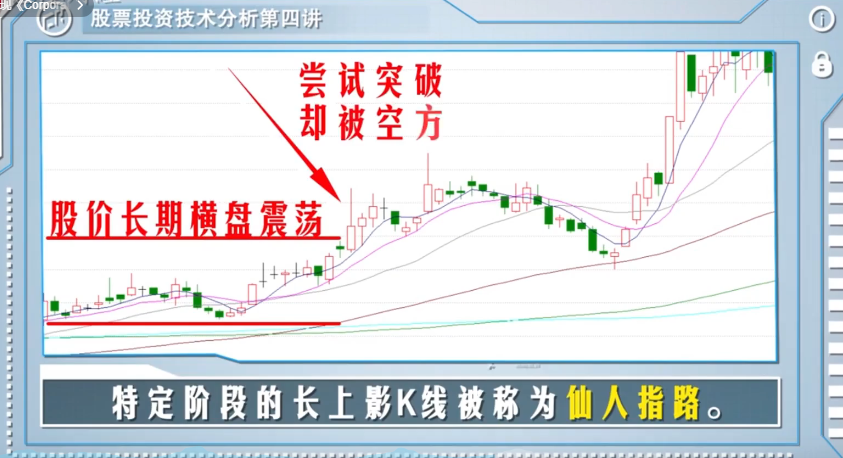 现《Corpora
股票投资技术分析第四讲
尝试突破
却被空方
股价长期横盘震荡
特定阶段的长上影K线被称为仙人指路。